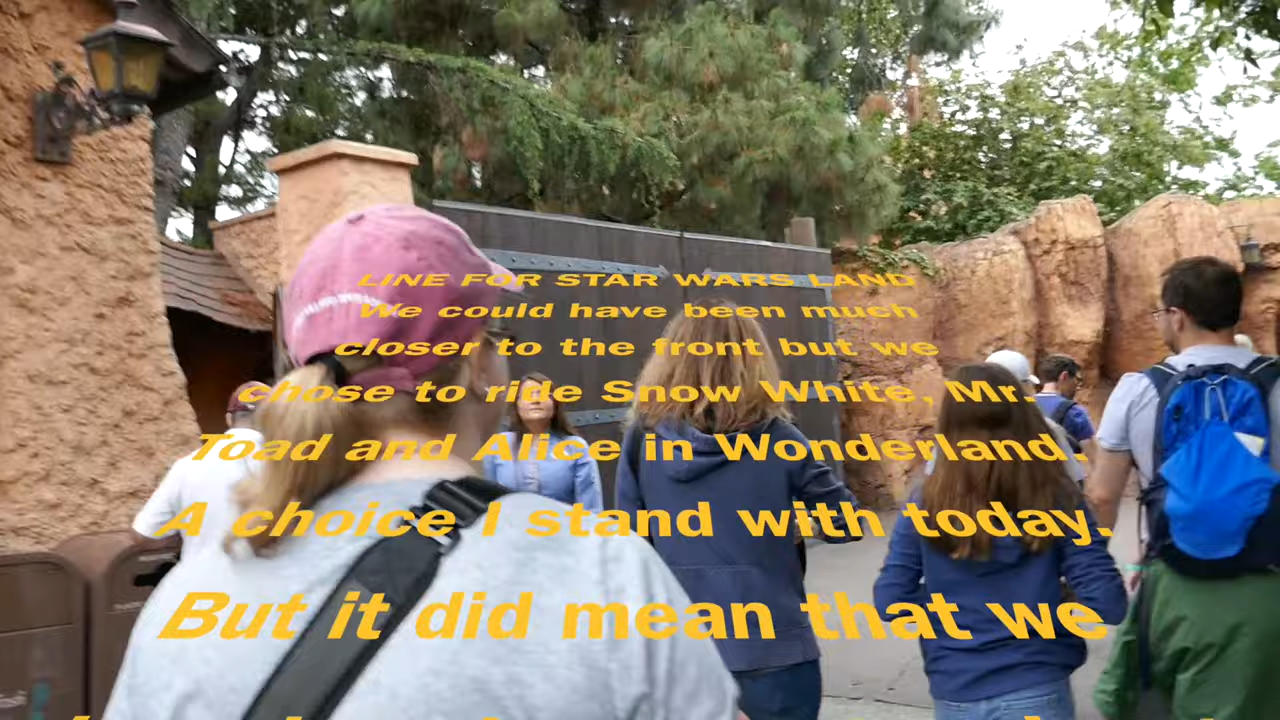 LINE FOR STAR WARS LAND
We could have been much
closer to the front but we
chose to ride Snow White, Mr.
Toad and Alice in Wonderland.
A choice I stand with today.
But it did mean that we